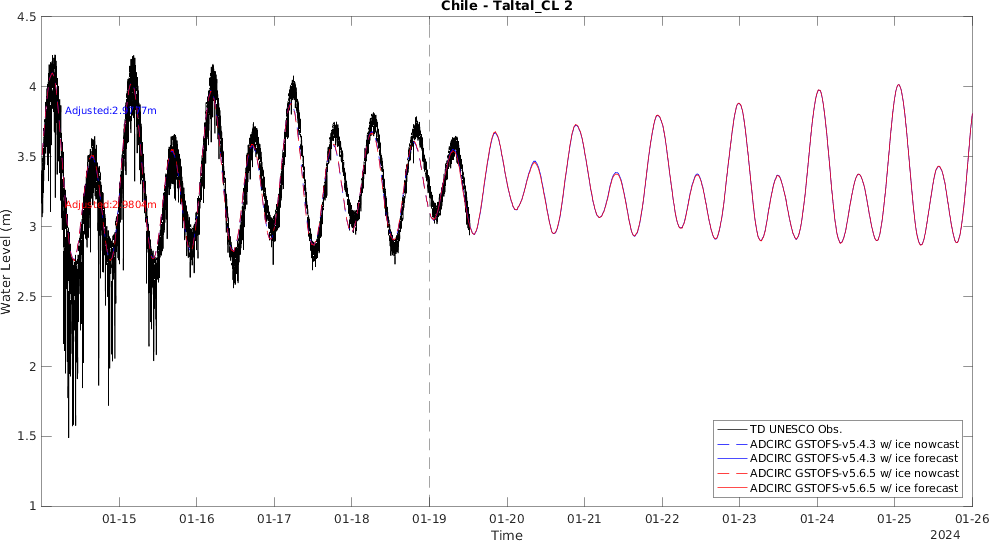 Chile - Taltal_CL 2
4.5
4
3.5
3
2.5
2
1.5
1
Water Level (m)
Adjusted:2.9804m
01-15 01-16 01-17 01-18 01-19 01-20 01-21 01-22 01-23 01-24 01-25 01-26
Time
2024
TD UNESCO Obs.
ADCIRC GSTOFS-v5.4.3 w/ ice nowcast
ADCIRC GSTOFS-v5.4.3 w/ ice forecast
ADCIRC GSTOFS-v5.6.5 w/ ice nowcast
ADCIRC GSTOFS-v5.6.5 w/ ice forecast